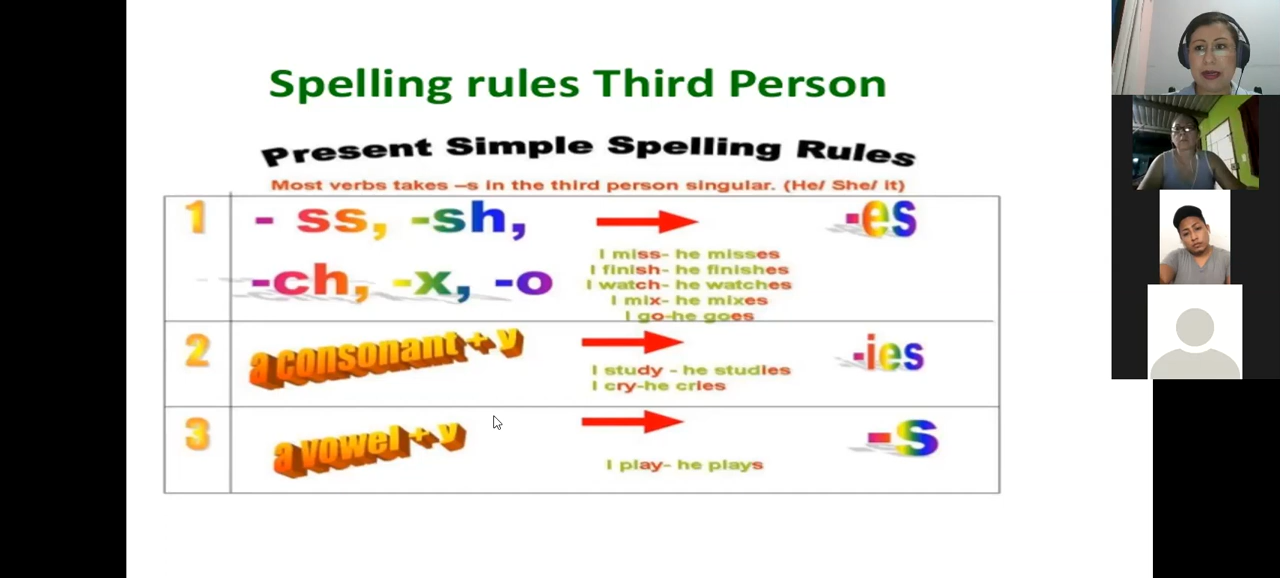 Spelling rules Third Person
Present Simple Spelling Rules
Most verbs takes –s in the third person singular. (He/ She/ it)
1 - ss, -sh, -es
-ch, -x, -o
I miss- he misses
I finish- he finishes
I watch- he watches
I mix- he mixes
I go-he goes
2 a consonant + y -ies
I study - he studies
I cry-he cries
3 a vowel + y -s
I play- he plays